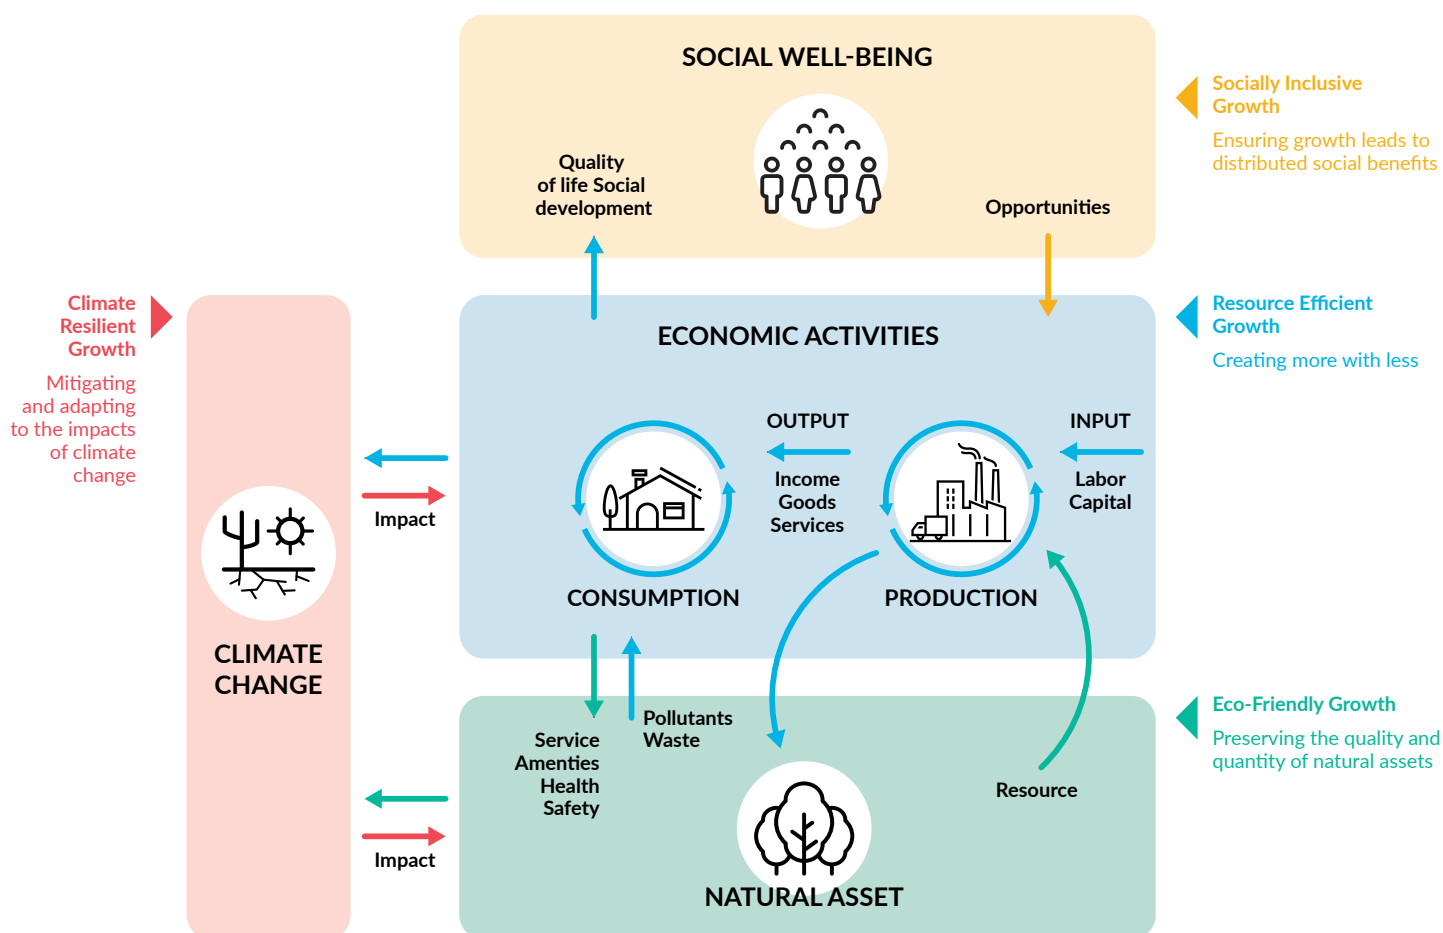 SOCIAL WELL-BEING
Quality
of life Social
development
Opportunities
Socially Inclusive
Growth
Ensuring growth leads to
distributed social benefits
Climate
Resilient
Growth
Mitigating
and adapting
to the impacts
of climate
change
ECONOMIC ACTIVITIES
Resource Efficient
Growth
Creating more with less
OUTPUT
Income
Goods
Services
INPUT
Labor
Capital
Impact
CONSUMPTION
PRODUCTION
CLIMATE
CHANGE
Pollutants
Waste
Service
Amenties
Health
Safety
Resource
Eco-Friendly Growth
Preserving the quality and
quantity of natural assets
Impact
NATURAL ASSET